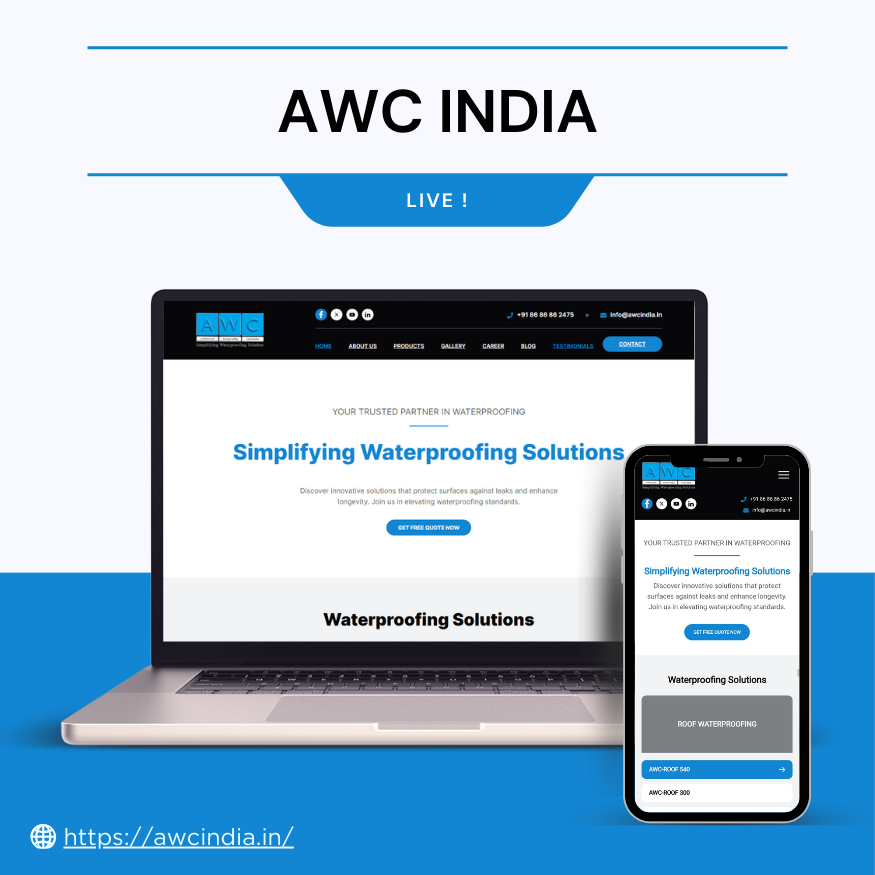 AWC INDIA
LIVE !
AWC
Simplifying Waterproofing Solution
+91 86 86 86 2475
info@awcindia.in
HOME ABOUT US PRODUCTS GALLERY CAREER BLOG TESTIMONIALS CONTACT
YOUR TRUSTED PARTNER IN WATERPROOFING
Simplifying Waterproofing Solutions
Discover innovative solutions that protect surfaces against leaks and enhance
longevity. Join us in elevating waterproofing standards.
GET FREE QUOTE NOW
Waterproofing Solutions
AWC
+91 86 86 86 2475
info@awcindia.in
YOUR TRUSTED PARTNER IN WATERPROOFING
Simplifying Waterproofing Solutions
Discover innovative solutions that protect
surfaces against leaks and enhance longevity.
Join us in elevating waterproofing standards.
GET FREE QUOTE NOW
Waterproofing Solutions
ROOF WATERPROOFING
AWC-ROOF 540
AWC-ROOF 300
https://awcindia.in/